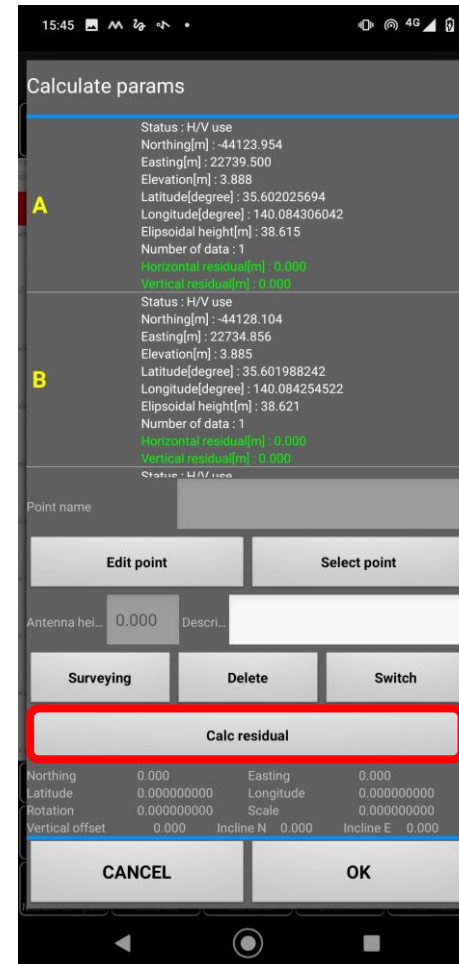 15:45 4G
Calculate params
A
Status : H/V use
Northing[m] : -44123.954
Easting[m] : 22739.500
Elevation[m] : 3.888
Latitude[degree] : 35.602025694
Longitude[degree] : 140.084306042
Elipsoidal height[m] : 38.615
Number of data : 1
Horizontal residual[m] : 0.000
Vertical residual[m] : 0.000
B
Status : H/V use
Northing[m] : -44128.104
Easting[m] : 22734.856
Elevation[m] : 3.885
Latitude[degree] : 35.601988242
Longitude[degree] : 140.084254522
Elipsoidal height[m] : 38.621
Number of data : 1
Horizontal residual[m] : 0.000
Vertical residual[m] : 0.000
Status : H/V use
Point name
Edit point Select point
Antenna hei... 0.000 Descri...
Surveying Delete Switch
Calc residual
Northing 0.000 Easting 0.000
Latitude 0.000000000 Longitude 0.000000000
Rotation 0.000000000 Scale 0.000000000
Vertical offset 0.000 Incline N 0.000 Incline E 0.000
CANCEL OK